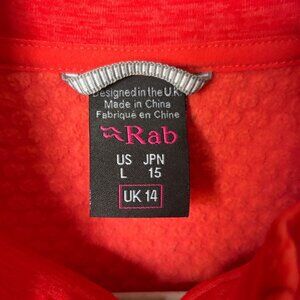 Designed in the U.K
Made in China
Fabriqué en Chine
Rab
US JPN
L 15
UK 14